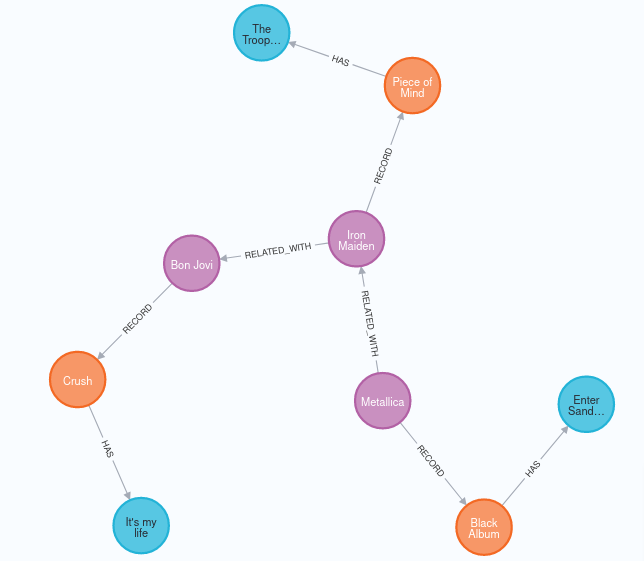 The
Troop...
HAS
Piece of
Mind
RECORD
Iron
Maiden
RELATED_WITH
Bon Jovi
RECORD
RELATED_WITH
Crush
Metallica
Enter
Sand...
HAS
RECORD
HAS
It's my
life
Black
Album